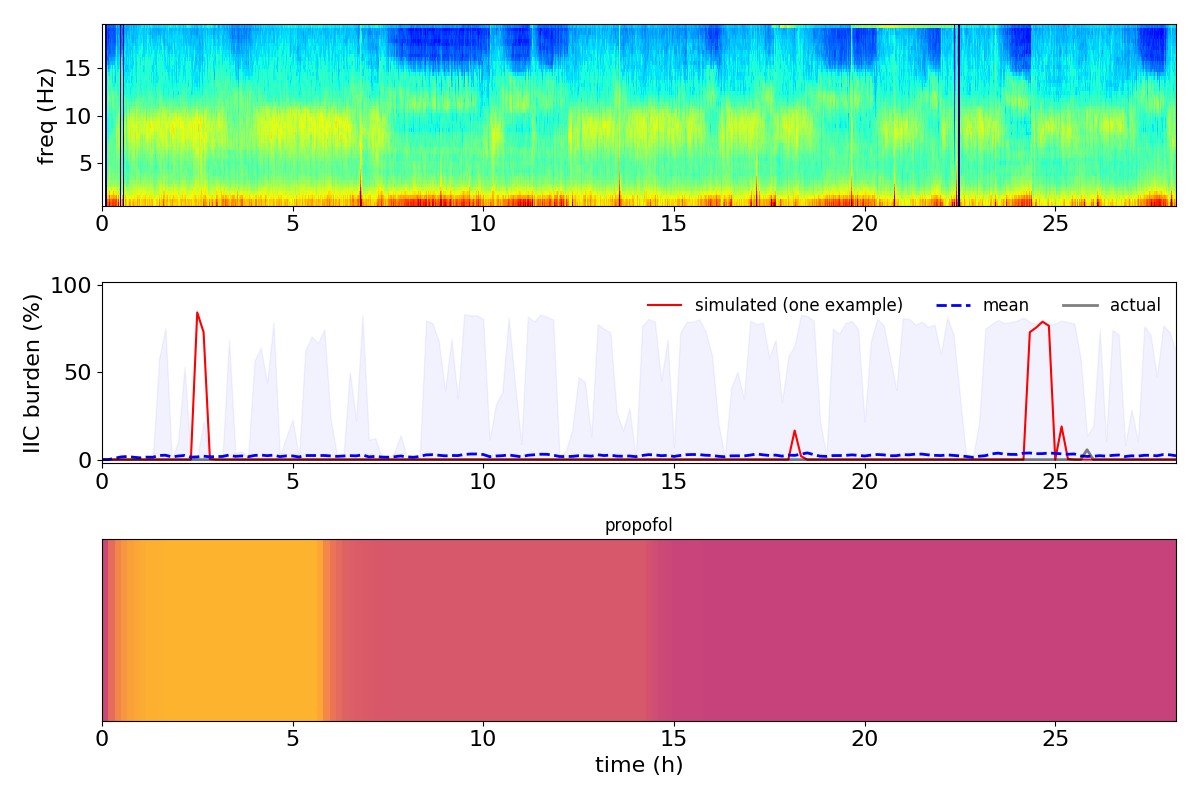 freq (Hz)
15
10
5
0 5 10 15 20 25
IIC burden (%)
100
50
0
simulated (one example) mean actual
0 5 10 15 20 25
propofol
0 5 10 15 20 25
time (h)